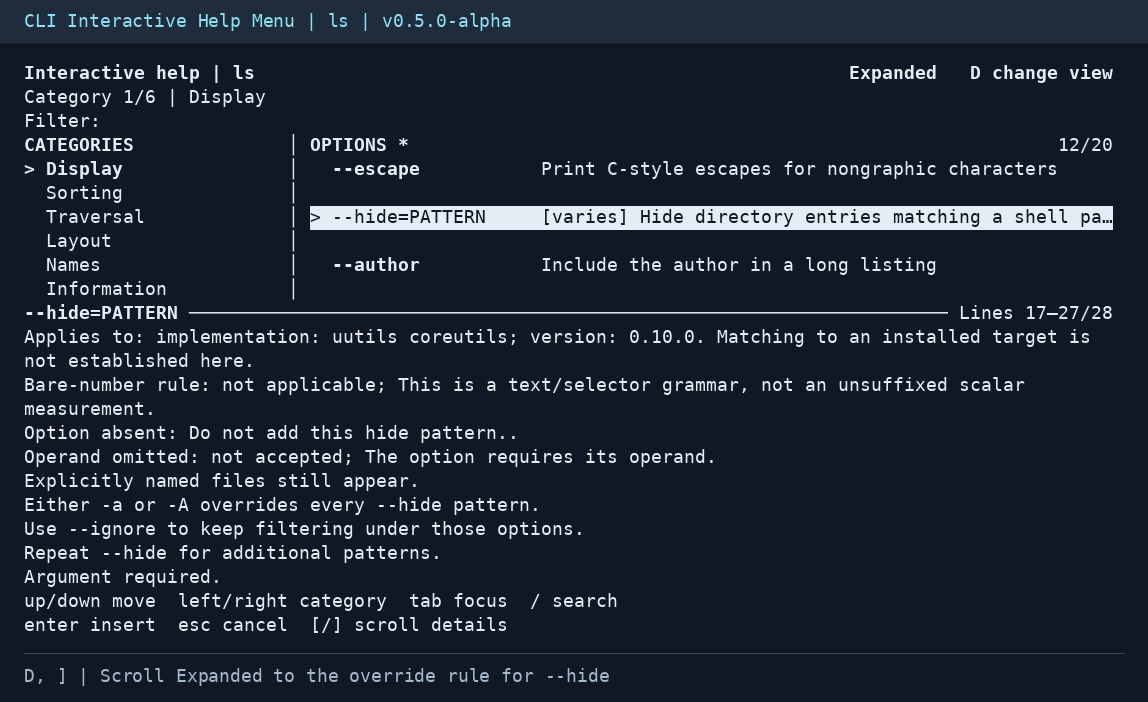 CLI Interactive Help Menu | ls | v0.5.0-alpha
Interactive help | ls Expanded D change view
Category 1/6 | Display
Filter:
CATEGORIES │ OPTIONS * 12/20
> Display │ --escape Print C-style escapes for nongraphic characters
Sorting │
Traversal │ > --hide=PATTERN [varies] Hide directory entries matching a shell pa…
Layout │
Names │ --author Include the author in a long listing
Information │
--hide=PATTERN ───────────────────────────────────────────────────────────────────── Lines 17–27/28
Applies to: implementation: uutils coreutils; version: 0.10.0. Matching to an installed target is
not established here.
Bare-number rule: not applicable; This is a text/selector grammar, not an unsuffixed scalar
measurement.
Option absent: Do not add this hide pattern..
Operand omitted: not accepted; The option requires its operand.
Explicitly named files still appear.
Either -a or -A overrides every --hide pattern.
Use --ignore to keep filtering under those options.
Repeat --hide for additional patterns.
Argument required.
up/down move left/right category tab focus / search
enter insert esc cancel [/] scroll details
D, ] | Scroll Expanded to the override rule for --hide